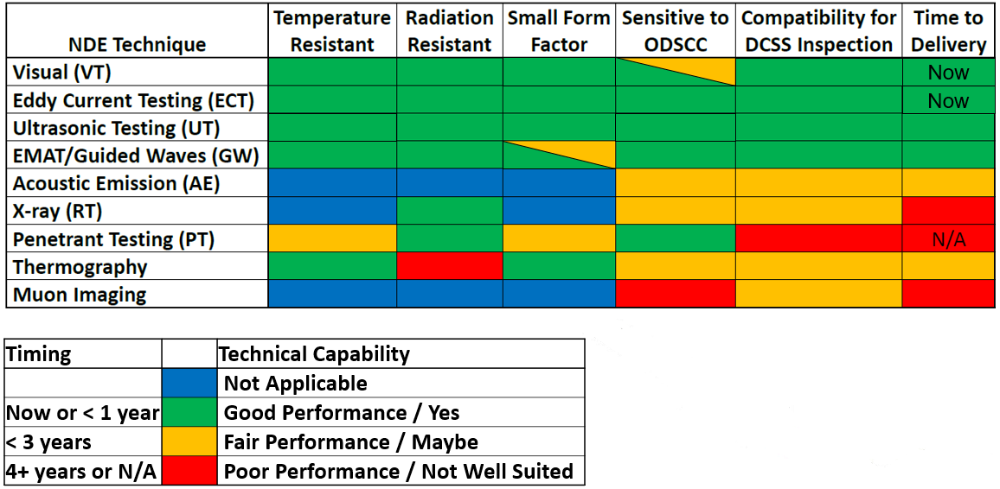 NDE Technique
Temperature Resistant
Radiation Resistant
Small Form Factor
Sensitive to ODSCC
Compatibility for DCSS Inspection
Time to Delivery
Visual (VT)
Now
Eddy Current Testing (ECT)
Now
Ultrasonic Testing (UT)
EMAT/Guided Waves (GW)
Acoustic Emission (AE)
X-ray (RT)
Penetrant Testing (PT)
N/A
Thermography
Muon Imaging
Timing
Technical Capability
Not Applicable
Now or < 1 year
Good Performance / Yes
< 3 years
Fair Performance / Maybe
4+ years or N/A
Poor Performance / Not Well Suited